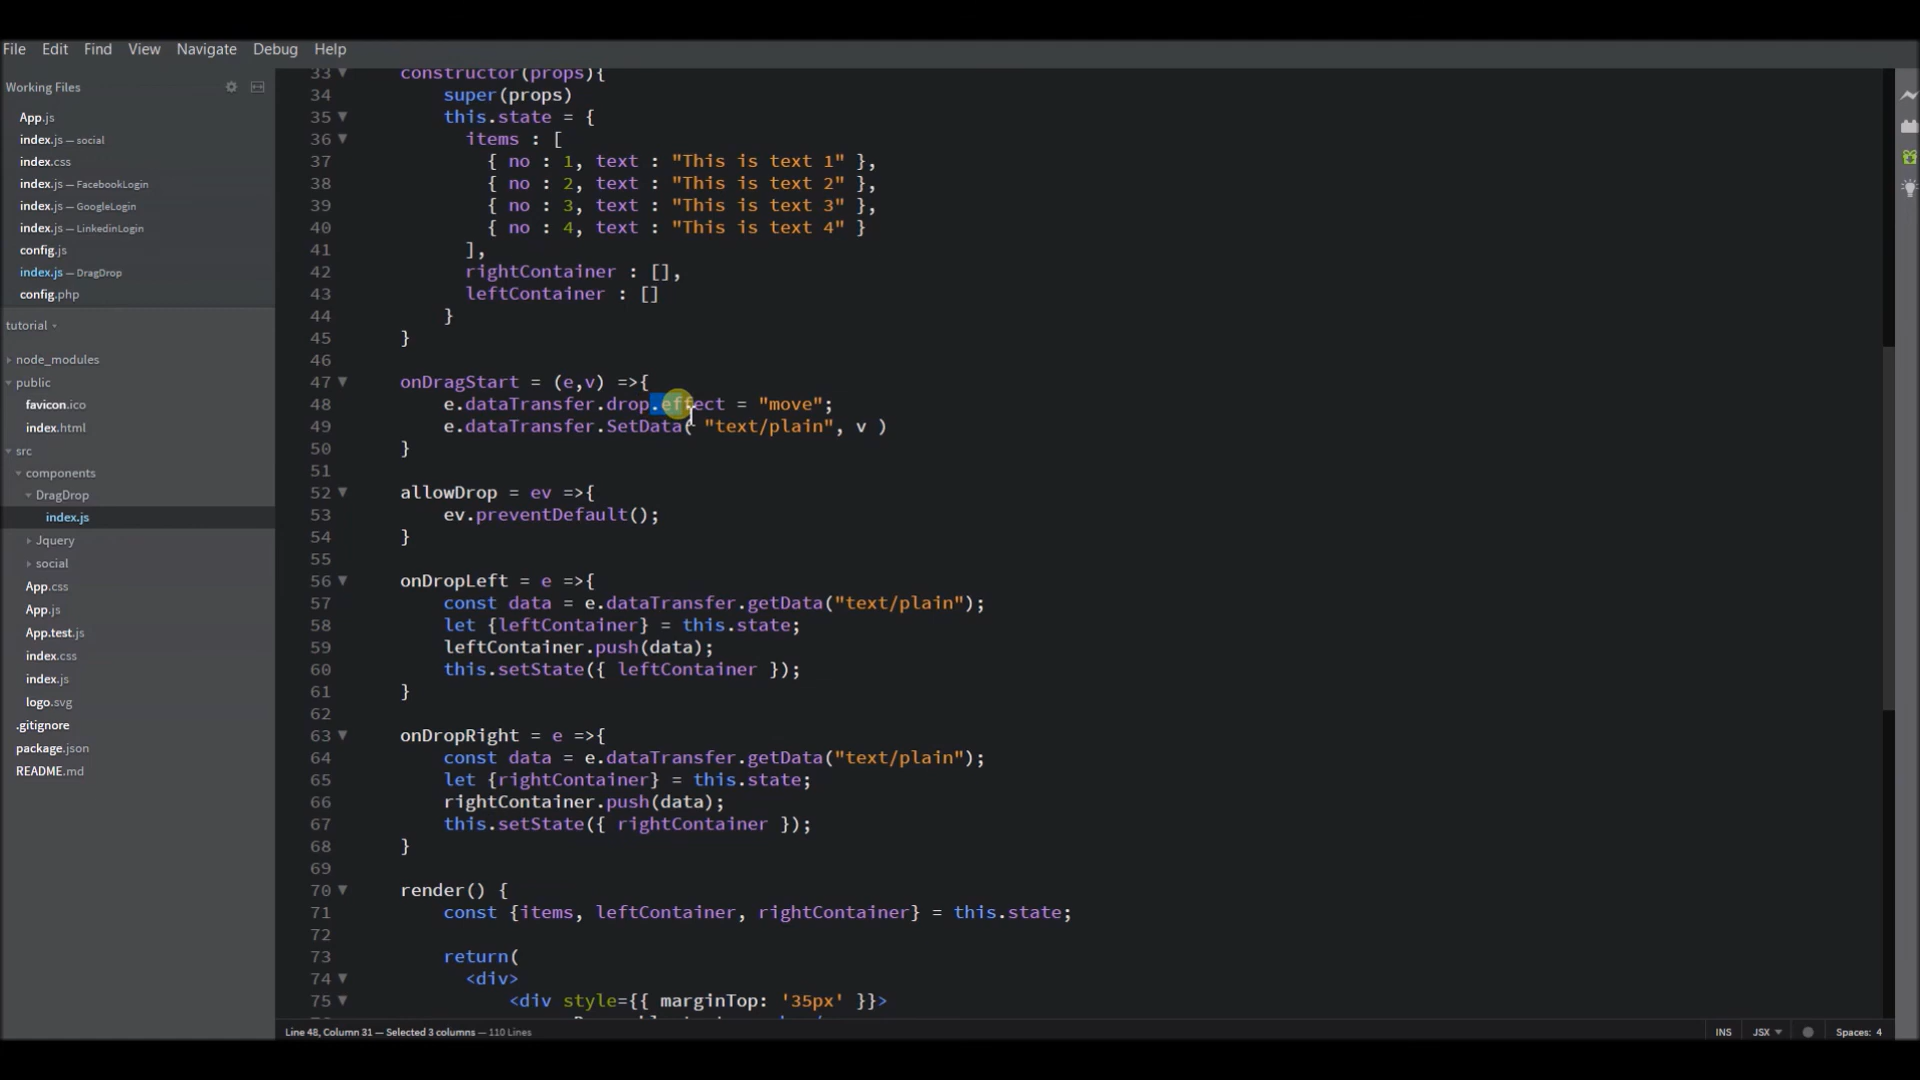 File Edit Find View Navigate Debug Help
Working Files
App.js
index.js — social
index.css
index.js — FacebookLogin
index.js — GoogleLogin
index.js — LinkedinLogin
config.js
index.js — DragDrop
config.php
tutorial
node_modules
public
favicon.ico
index.html
src
components
DragDrop
index.js
Jquery
social
App.css
App.js
App.test.js
index.css
index.js
logo.svg
.gitignore
package.json
README.md
33 constructor(props){
34 super(props)
35 this.state = {
36 items : [
37 { no : 1, text : "This is text 1" },
38 { no : 2, text : "This is text 2" },
39 { no : 3, text : "This is text 3" },
40 { no : 4, text : "This is text 4" }
41 ],
42 rightContainer : [],
43 leftContainer : []
44 }
45 }
46
47 onDragStart = (e,v) =>{
48 e.dataTransfer.drop.effect = "move";
49 e.dataTransfer.SetData( "text/plain", v )
50 }
51
52 allowDrop = ev =>{
53 ev.preventDefault();
54 }
55
56 onDropLeft = e =>{
57 const data = e.dataTransfer.getData("text/plain");
58 let {leftContainer} = this.state;
59 leftContainer.push(data);
60 this.setState({ leftContainer });
61 }
62
63 onDropRight = e =>{
64 const data = e.dataTransfer.getData("text/plain");
65 let {rightContainer} = this.state;
66 rightContainer.push(data);
67 this.setState({ rightContainer });
68 }
69
70 render() {
71 const {items, leftContainer, rightContainer} = this.state;
72
73 return(
74 <div>
75 <div style={{ marginTop: '35px' }}>
Line 48, Column 31 — Selected 3 columns — 110 Lines
INS JSX Spaces: 4